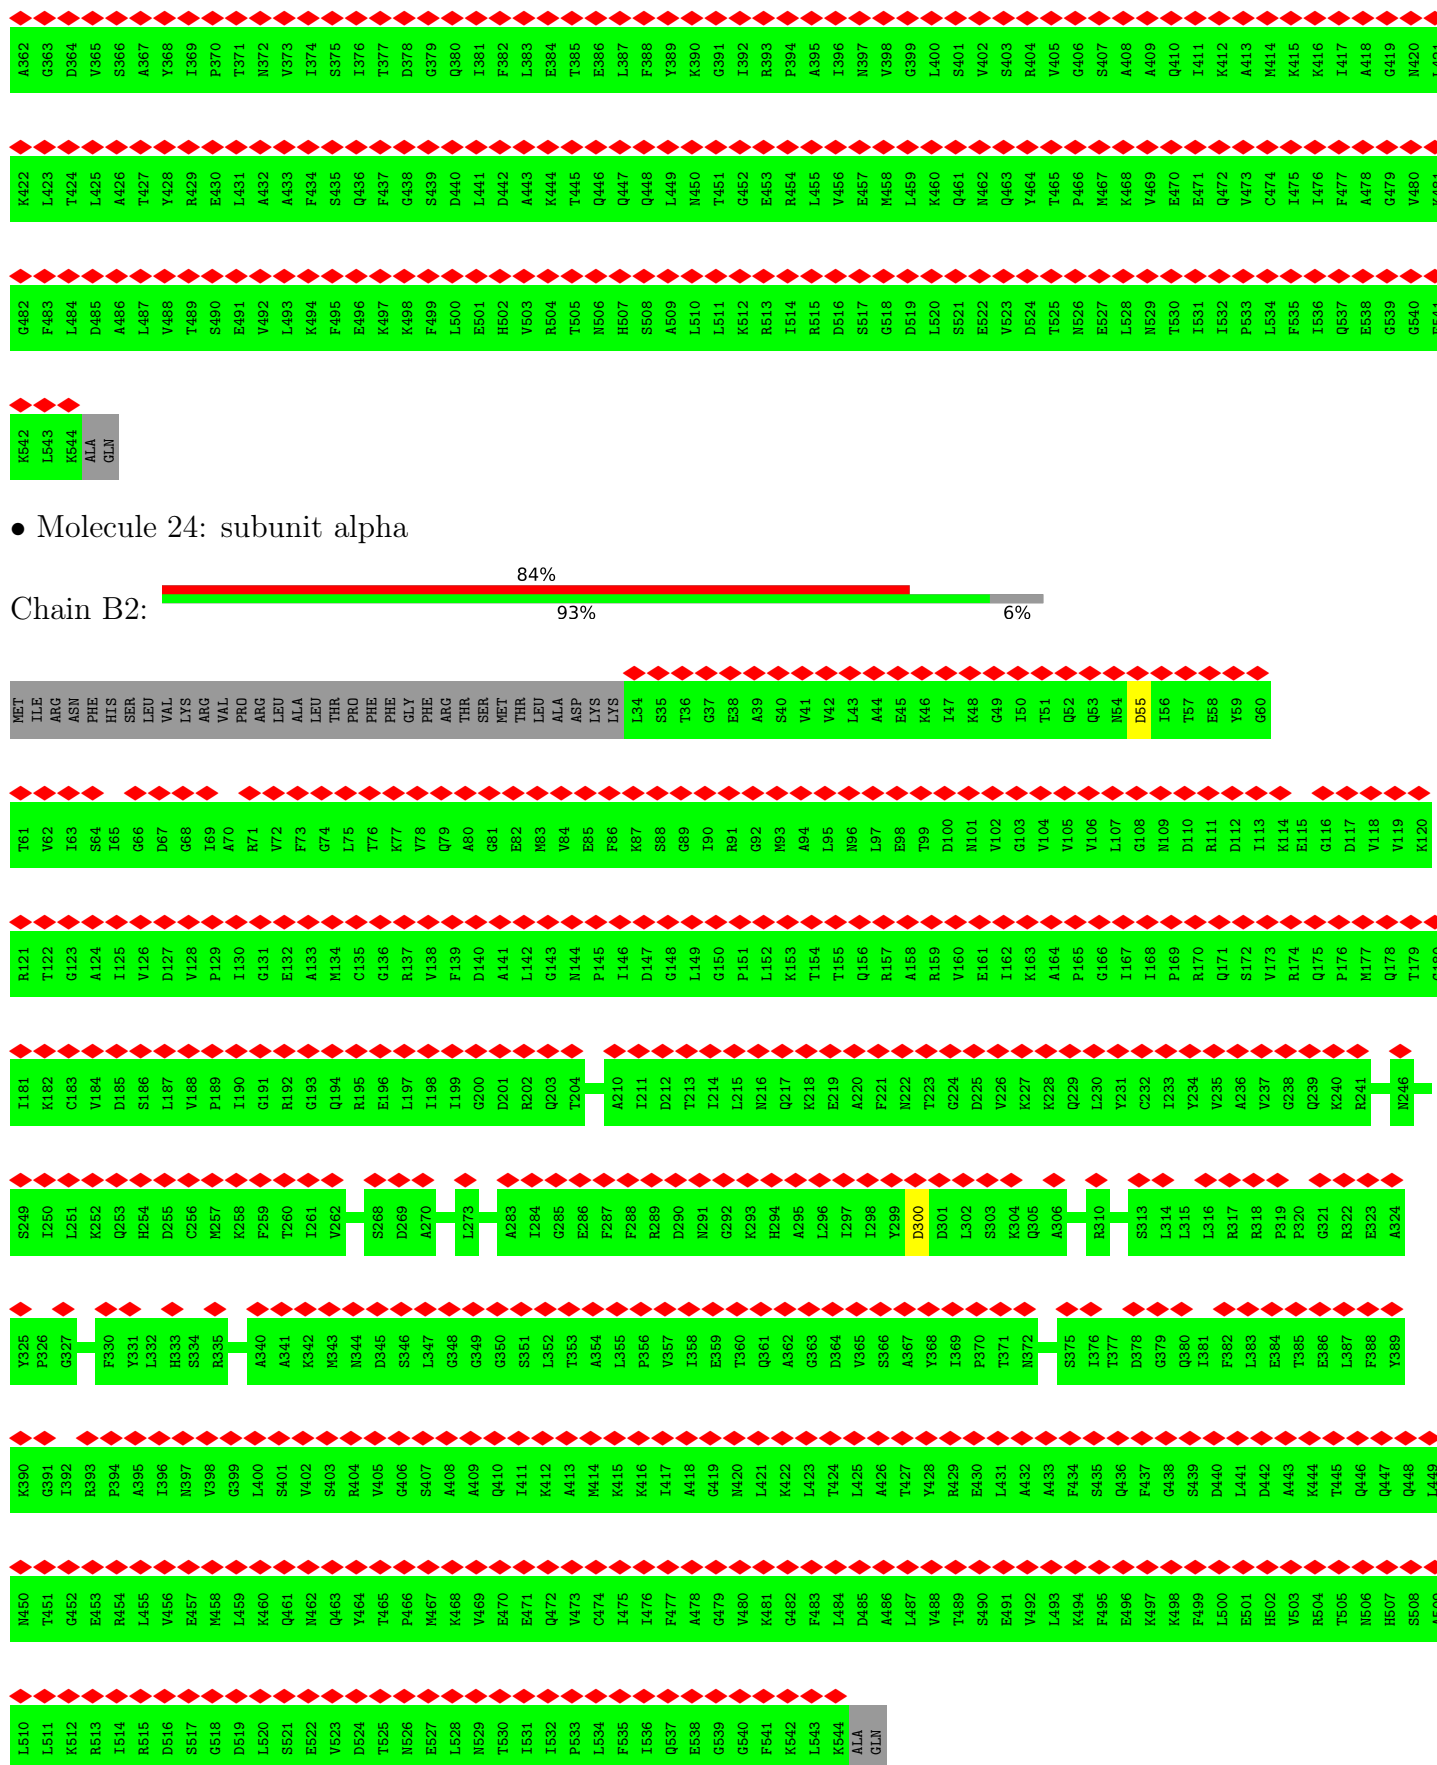 A362 G363 D364 V365 S366 A367 Y368 I369 P370 T371 N372 V373 I374 S375 I376 T377 D378 G379 Q380 I381 F382 L383 E384 T385 E386 L387 F388 Y389 K390 G391 I392 R393 P394 A395 I396 N397 V398 G399 L400 S401 V402 S403 R404 V405 G406 S407 A408 A409 Q410 I411 K412 A413 M414 K415 K416 I417 A418 G419 N420
K422 L423 T424 L425 A426 T427 Y428 R429 E430 L431 A432 A433 F434 S435 Q436 F437 G438 S439 D440 L441 D442 A443 K444 T445 Q446 Q447 Q448 L449 N450 T451 G452 E453 R454 L455 V456 E457 M458 L459 K460 Q461 N462 Q463 Y464 T465 P466 M467 K468 V469 E470 E471 Q472 V473 C474 I475 I476 F477 A478 G479 V480
G482 F483 L484 D485 A486 L487 V488 T489 S490 E491 V492 L493 K494 F495 E496 K497 K498 F499 L500 E501 H502 V503 R504 T505 N506 H507 S508 A509 L510 L511 K512 R513 I514 R515 D516 S517 G518 D519 L520 S521 E522 V523 D524 T525 N526 E527 L528 N529 T530 I531 I532 P533 L534 F535 I536 Q537 E538 G539 G540
K542 L543 K544 ALA GLN
• Molecule 24: subunit alpha
84%
Chain B2:
93% 6%
MET ILE ARG ASN PHE HIS SER LEU VAL LYS ARG VAL PRO ARG LEU ALA LEU THR PRO PHE PHE GLY PHE ARG THR SER MET THR LEU ALA ASP LYS LYS L34 S35 T36 G37 E38 A39 S40 V41 V42 L43 A44 E45 K46 I47 K48 G49 I50 T51 Q52 Q53 N54 D55 I56 T57 E58 Y59 G60
T61 V62 I63 S64 I65 G66 D67 G68 I69 A70 R71 V72 F73 G74 L75 T76 K77 V78 Q79 A80 G81 E82 M83 V84 E85 F86 K87 S88 G89 I90 R91 G92 M93 A94 L95 N96 L97 E98 T99 D100 N101 V102 G103 V104 V105 V106 L107 G108 N109 D110 R111 D112 I113 K114 E115 G116 D117 V118 V119 K120
R121 T122 G123 A124 I125 V126 D127 V128 P129 I130 G131 E132 A133 M134 C135 G136 R137 V138 F139 D140 A141 L142 G143 N144 P145 I146 D147 G148 L149 G150 P151 L152 K153 T154 T155 Q156 R157 A158 R159 V160 E161 I162 K163 A164 P165 G166 I167 I168 P169 R170 Q171 S172 V173 R174 Q175 P176 M177 Q178 T179
I181 K182 C183 V184 D185 S186 L187 V188 P189 I190 G191 R192 G193 Q194 R195 E196 L197 I198 I199 G200 D201 R202 Q203 T204 A210 I211 D212 T213 I214 L215 N216 Q217 K218 E219 A220 F221 N222 T223 G224 D225 V226 K227 K228 Q229 L230 Y231 C232 I233 Y234 V235 A236 V237 G238 Q239 K240 R241 N246
S249 I250 L251 K252 Q253 H254 D255 C256 M257 K258 F259 T260 I261 V262 S268 D269 A270 L273 A283 I284 G285 E286 F287 F288 R289 D290 N291 G292 K293 H294 A295 L296 I297 I298 Y299 D300 D301 L302 S303 K304 Q305 A306 R310 S313 L314 L315 L316 R317 R318 P319 P320 G321 R322 E323 A324
Y325 P326 G327 F330 Y331 L332 H333 S334 R335 A340 A341 K342 M343 N344 D345 S346 L347 G348 G349 G350 S351 L352 T353 A354 L355 P356 V357 I358 E359 T360 Q361 A362 G363 D364 V365 S366 A367 Y368 I369 P370 T371 N372 S375 I376 T377 D378 G379 Q380 I381 F382 L383 E384 T385 E386 L387 F388 Y389
K390 G391 I392 R393 P394 A395 I396 N397 V398 G399 L400 S401 V402 S403 R404 V405 G406 S407 A408 A409 Q410 I411 K412 A413 M414 K415 K416 I417 A418 G419 N420 L421 K422 L423 T424 L425 A426 T427 Y428 R429 E430 L431 A432 A433 F434 S435 Q436 F437 G438 S439 D440 L441 D442 A443 K444 T445 Q446 Q447 Q448 L449
N450 T451 G452 E453 R454 L455 V456 E457 M458 L459 K460 Q461 N462 Q463 Y464 T465 P466 M467 K468 V469 E470 E471 Q472 V473 C474 I475 I476 F477 A478 G479 V480 K481 G482 F483 L484 D485 A486 L487 V488 T489 S490 E491 V492 L493 K494 F495 E496 K497 K498 F499 L500 E501 H502 V503 R504 T505 N506 H507 S508
L510 L511 K512 R513 I514 R515 D516 S517 G518 D519 L520 S521 E522 V523 D524 T525 N526 E527 L528 N529 T530 I531 I532 P533 L534 F535 I536 Q537 E538 G539 G540 F541 K542 L543 K544 ALA GLN